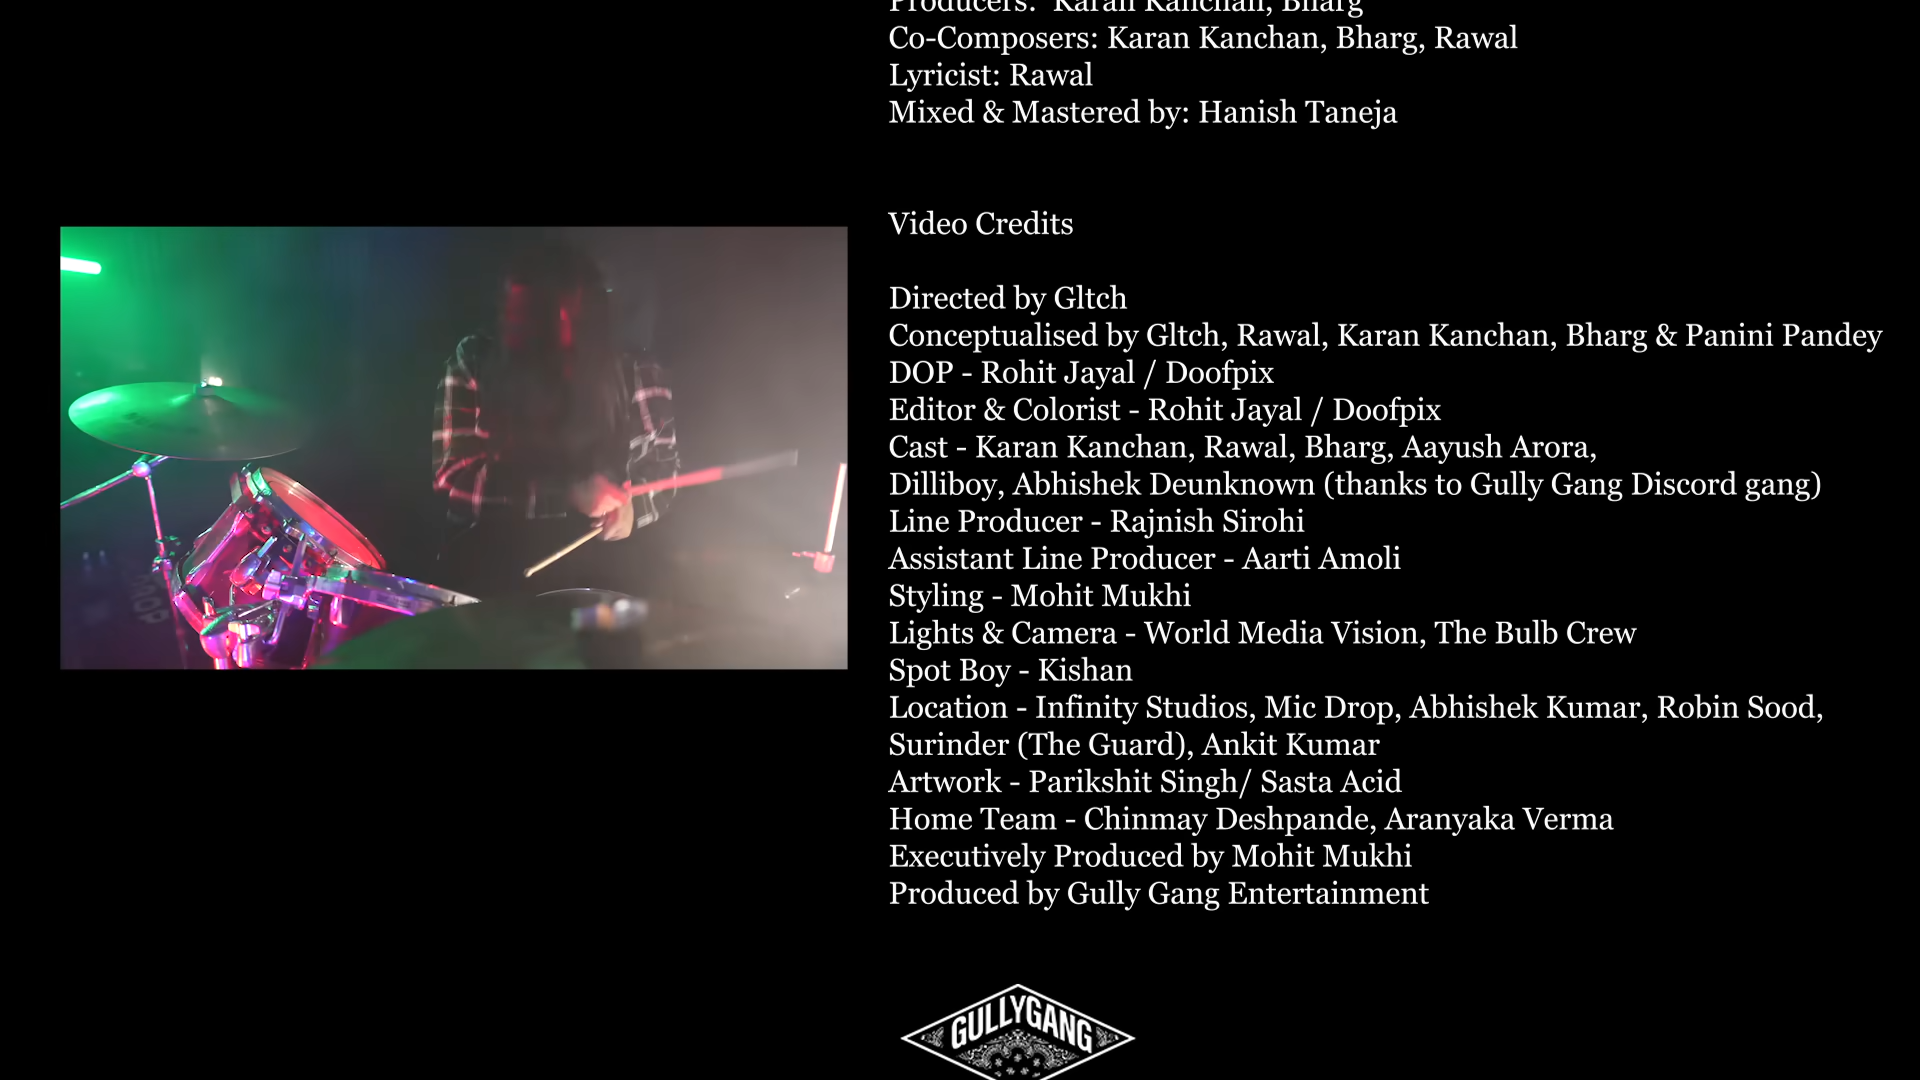 Producers: Karan Kanchan, Bharg
Co-Composers: Karan Kanchan, Bharg, Rawal
Lyricist: Rawal
Mixed & Mastered by: Hanish Taneja
Video Credits
Directed by Gltch
Conceptualised by Gltch, Rawal, Karan Kanchan, Bharg & Panini Pandey
DOP - Rohit Jayal / Doofpix
Editor & Colorist - Rohit Jayal / Doofpix
Cast - Karan Kanchan, Rawal, Bharg, Aayush Arora,
Dilliboy, Abhishek Deunknown (thanks to Gully Gang Discord gang)
Line Producer - Rajnish Sirohi
Assistant Line Producer - Aarti Amoli
Styling - Mohit Mukhi
Lights & Camera - World Media Vision, The Bulb Crew
Spot Boy - Kishan
Location - Infinity Studios, Mic Drop, Abhishek Kumar, Robin Sood,
Surinder (The Guard), Ankit Kumar
Artwork - Parikshit Singh/ Sasta Acid
Home Team - Chinmay Deshpande, Aranyaka Verma
Executively Produced by Mohit Mukhi
Produced by Gully Gang Entertainment
GULLYGANG